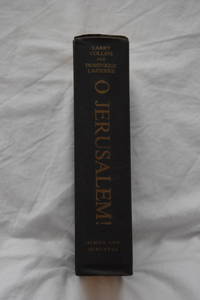 LARRY
COLLINS
AND
DOMINIQUE
LAPIERRE
O JERUSALEM!
SIMON AND
SCHUSTER